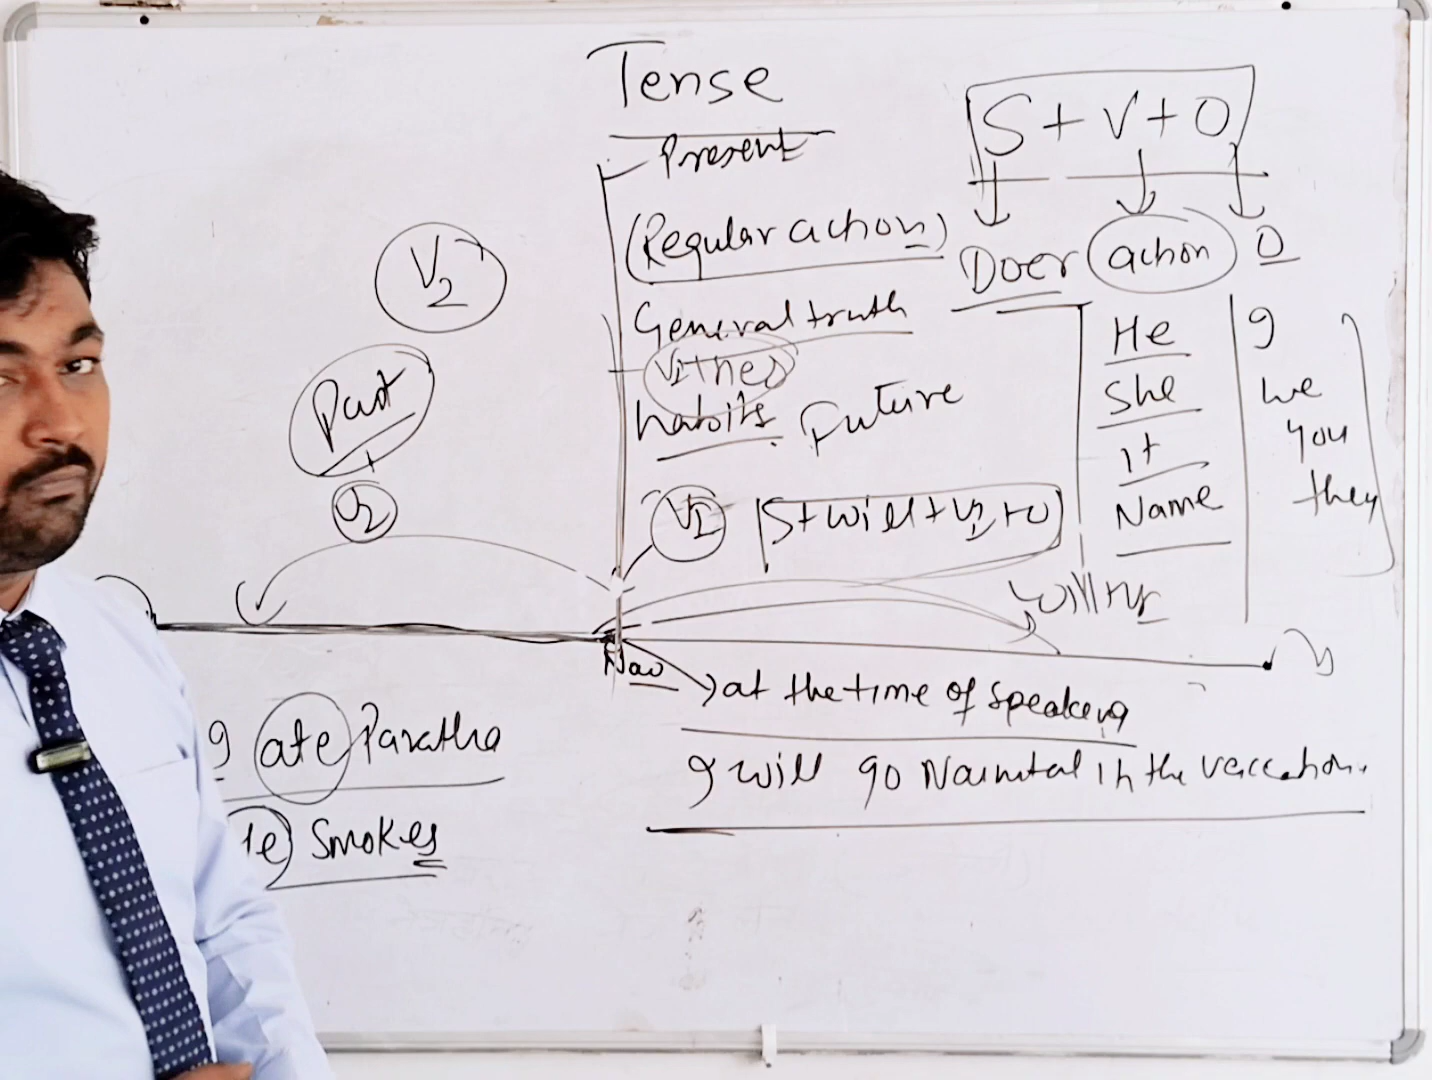 Tense
Present
S + V + O
(Regular action)
Doer action O
V2
General truth
V1+hes
habits.
Future
Past
V2
V1
S+will+V1+O
He
She
it
Name
I
we
you
they
will+V1
Now
at the time of speaking
I ate Paratha
I will go Nainital in the vaccation.
He Smokes